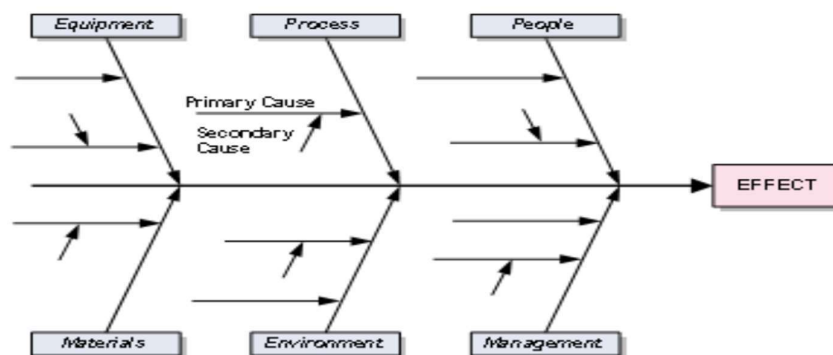 Equipment
Process
People
Primary Cause
Secondary
Cause
EFFECT
Materials
Environment
Management